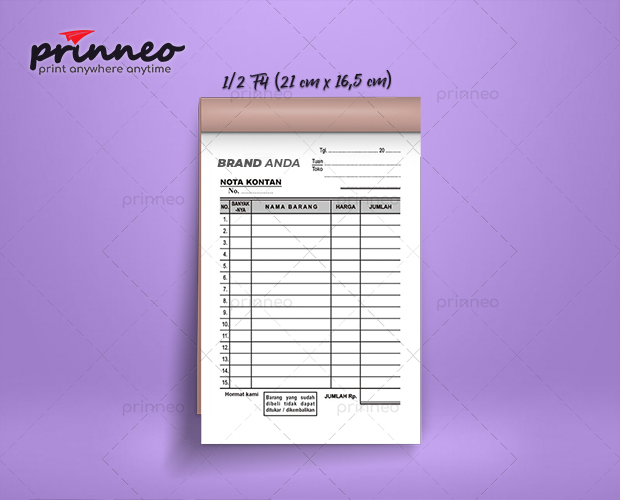 prinneo
print anywhere anytime
1/2 F4 (21 cm x 16,5 cm)
Tgl. ........................ 20 ........
BRAND ANDA
Tuan
Toko
NOTA KONTAN
No. ................
NO. BANYAK -NYA NAMA BARANG HARGA JUMLAH
1.
2.
3.
4.
5.
6.
7.
8.
9.
10.
11.
12.
13.
14.
15.
Hormat kami
Barang yang sudah
dibeli tidak dapat
ditukar / dikembalikan
JUMLAH Rp.
prinneo
prinneo
prinneo
prinneo
prinneo
prinneo
prinneo
prinneo
prinneo